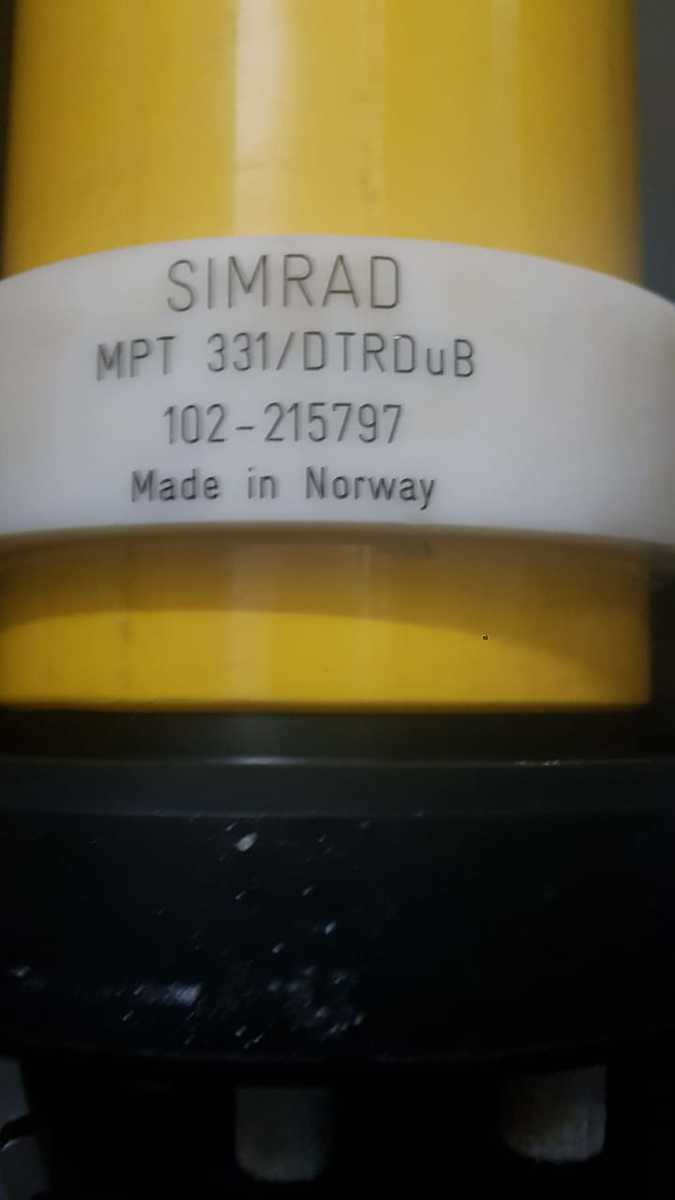 SIMRAD
MPT 331/DTRDuB
102-215797
Made in Norway